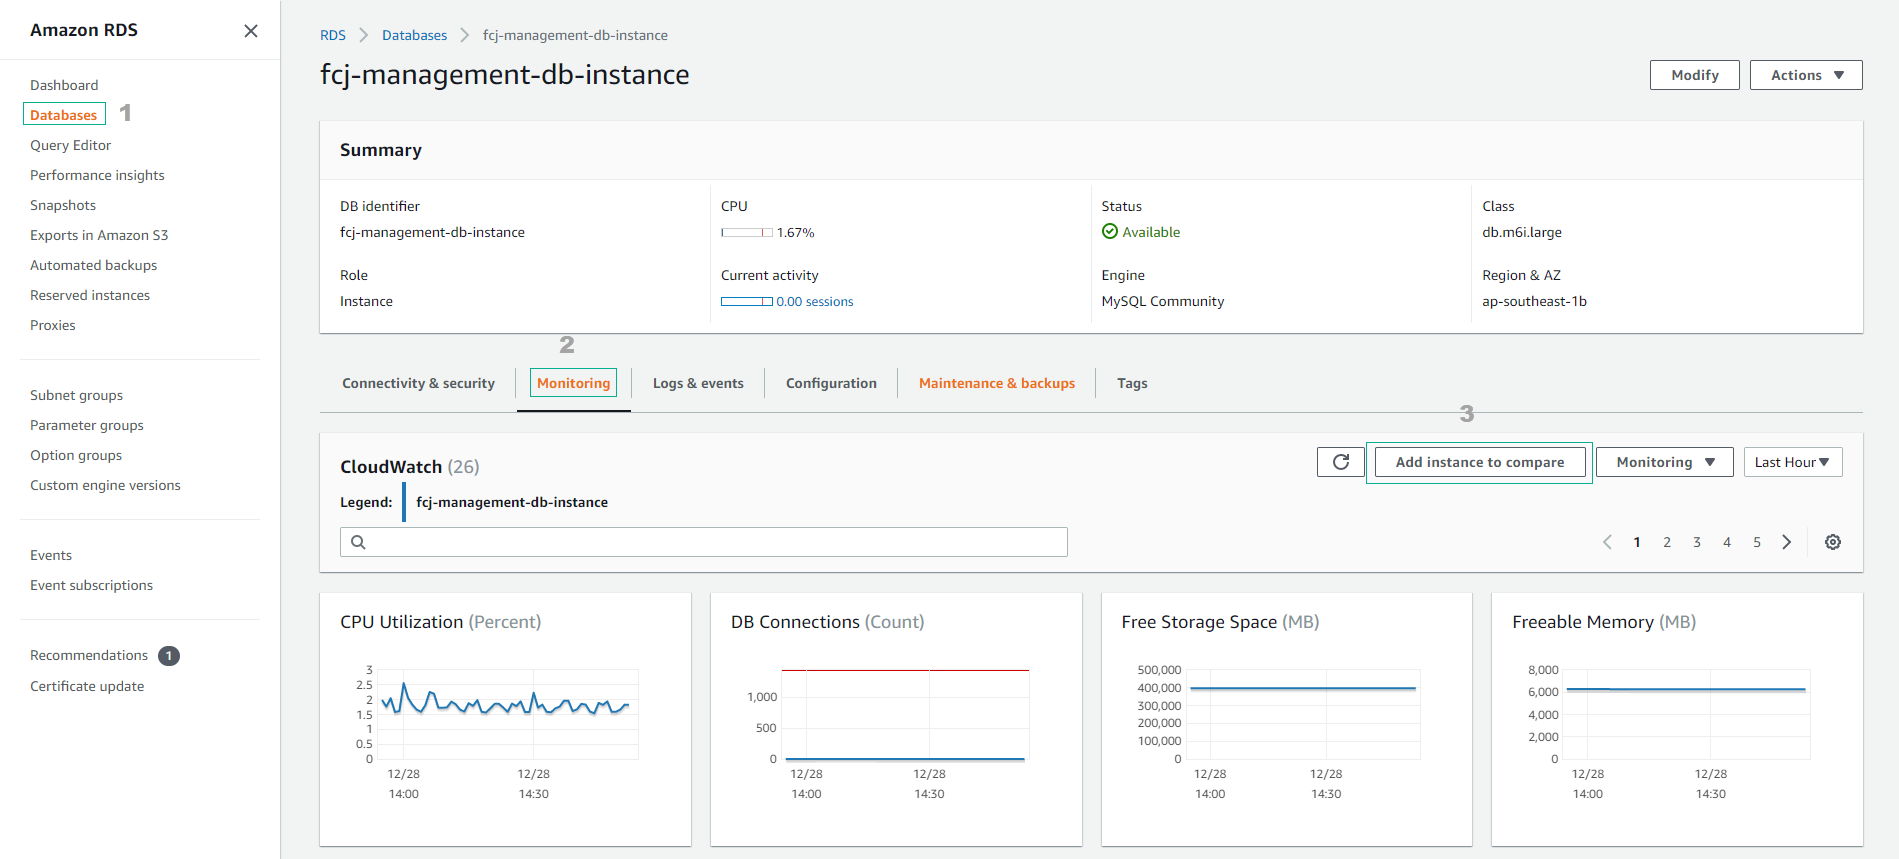 Amazon RDS
Dashboard
Databases 1
Query Editor
Performance insights
Snapshots
Exports in Amazon S3
Automated backups
Reserved instances
Proxies
Subnet groups
Parameter groups
Option groups
Custom engine versions
Events
Event subscriptions
Recommendations 1
Certificate update
RDS Databases fcj-management-db-instance
fcj-management-db-instance
Modify Actions
Summary
DB identifier
fcj-management-db-instance
CPU
1.67%
Status
Available
Class
db.m6i.large
Role
Instance
Current activity
0.00 sessions
Engine
MySQL Community
Region & AZ
ap-southeast-1b
2
Connectivity & security Monitoring Logs & events Configuration Maintenance & backups Tags
3
CloudWatch (26)
Add instance to compare Monitoring Last Hour
Legend: fcj-management-db-instance
1 2 3 4 5
CPU Utilization (Percent)
3
2.5
2
1.5
1
0.5
0
12/28 12/28
14:00 14:30
DB Connections (Count)
1,000
500
0
12/28 12/28
14:00 14:30
Free Storage Space (MB)
500,000
400,000
300,000
200,000
100,000
0
12/28 12/28
14:00 14:30
Freeable Memory (MB)
8,000
6,000
4,000
2,000
0
12/28 12/28
14:00 14:30